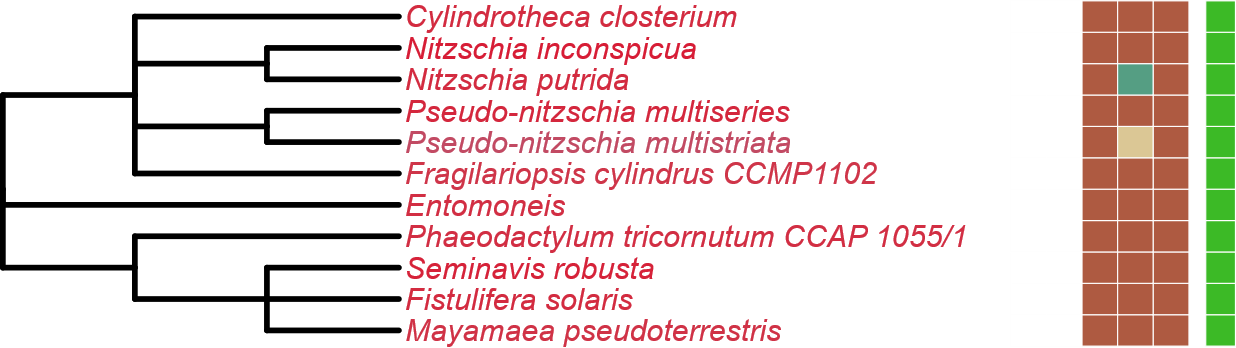 Cylindrotheca closterium
Nitzschia inconspicua
Nitzschia putrida
Pseudo-nitzschia multiseries
Pseudo-nitzschia multistriata
Fragilariopsis cylindrus CCMP1102
Entomoneis
Phaeodactylum tricornutum CCAP 1055/1
Seminavis robusta
Fistulifera solaris
Mayamaea pseudoterrestris